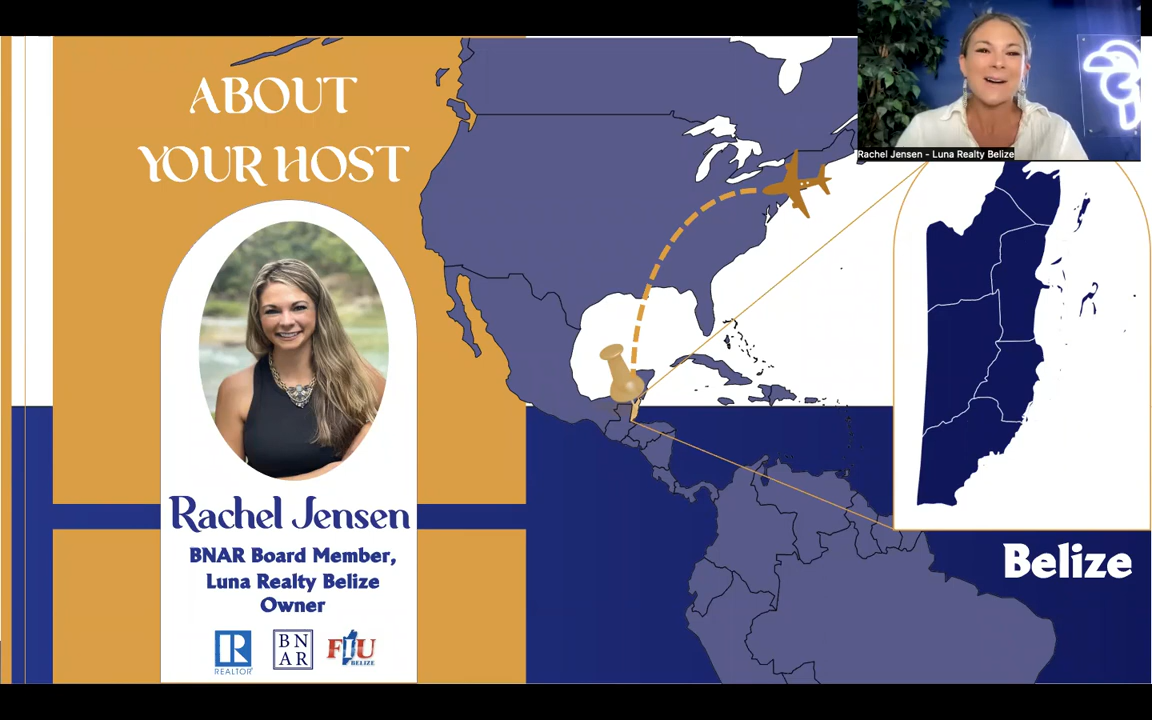 ABOUT
YOUR HOST
Rachel Jensen - Luna Realty Belize
Rachel Jensen
BNAR Board Member,
Luna Realty Belize
Owner
R
REALTOR®
BN
AR
FIU
BELIZE
Belize